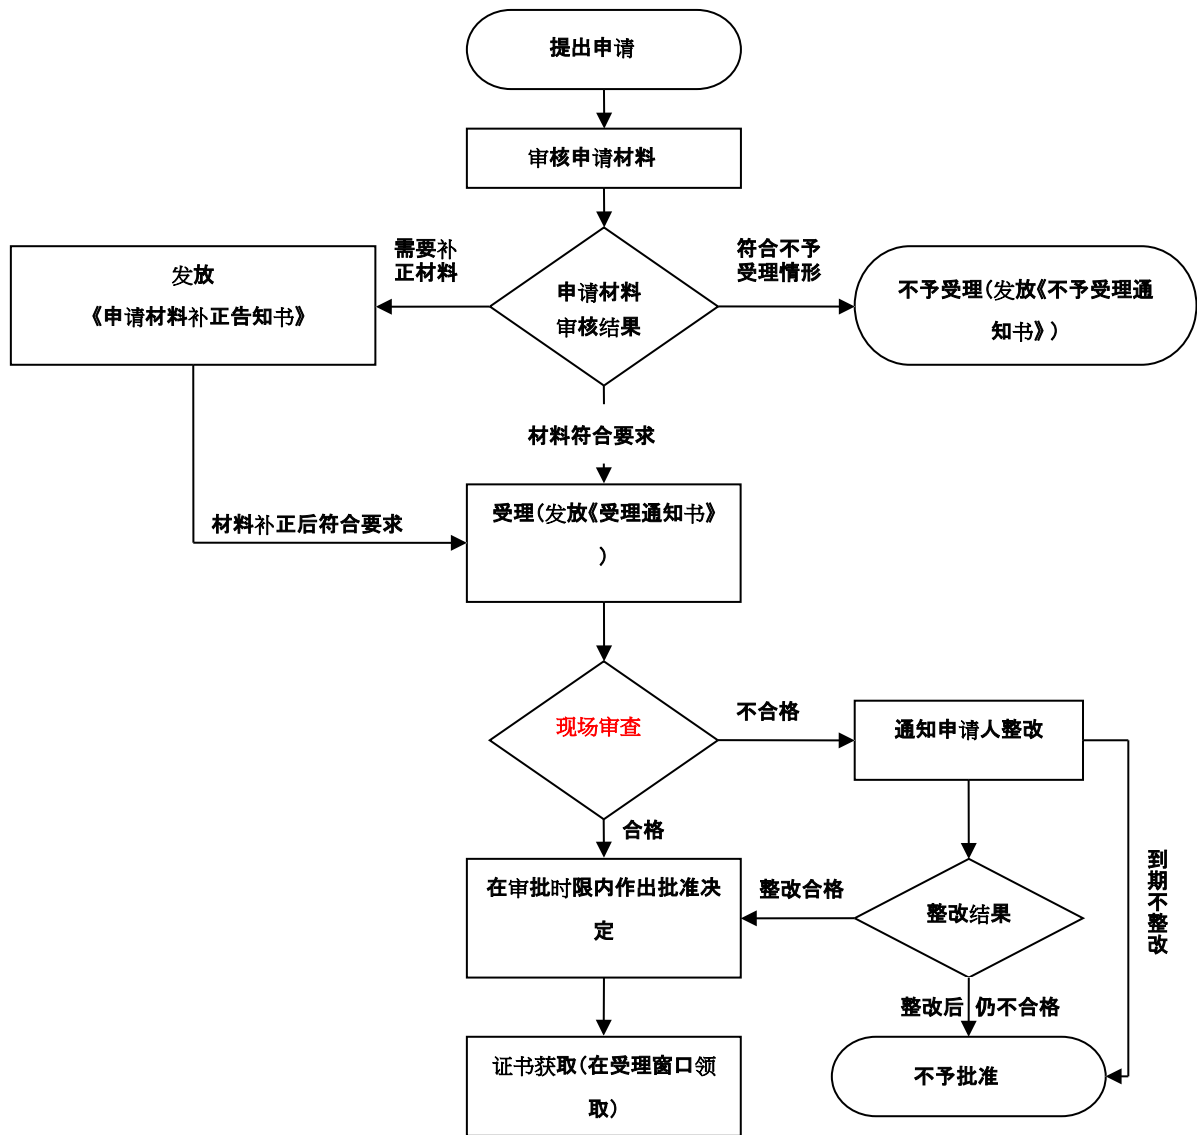 提出申请
审核申请材料
需要补
正材料
符合不予
受理情形
发放
《申请材料补正告知书》
申请材料
审核结果
不予受理（发放《不予受理通
知书》）
材料符合要求
材料补正后符合要求
受理（发放《受理通知书》
）
现场审查
不合格
通知申请人整改
合格
到期不整改
在审批时限内作出批准决
定
整改合格
整改结果
整改后 仍不合格
证书获取（在受理窗口领
取）
不予批准